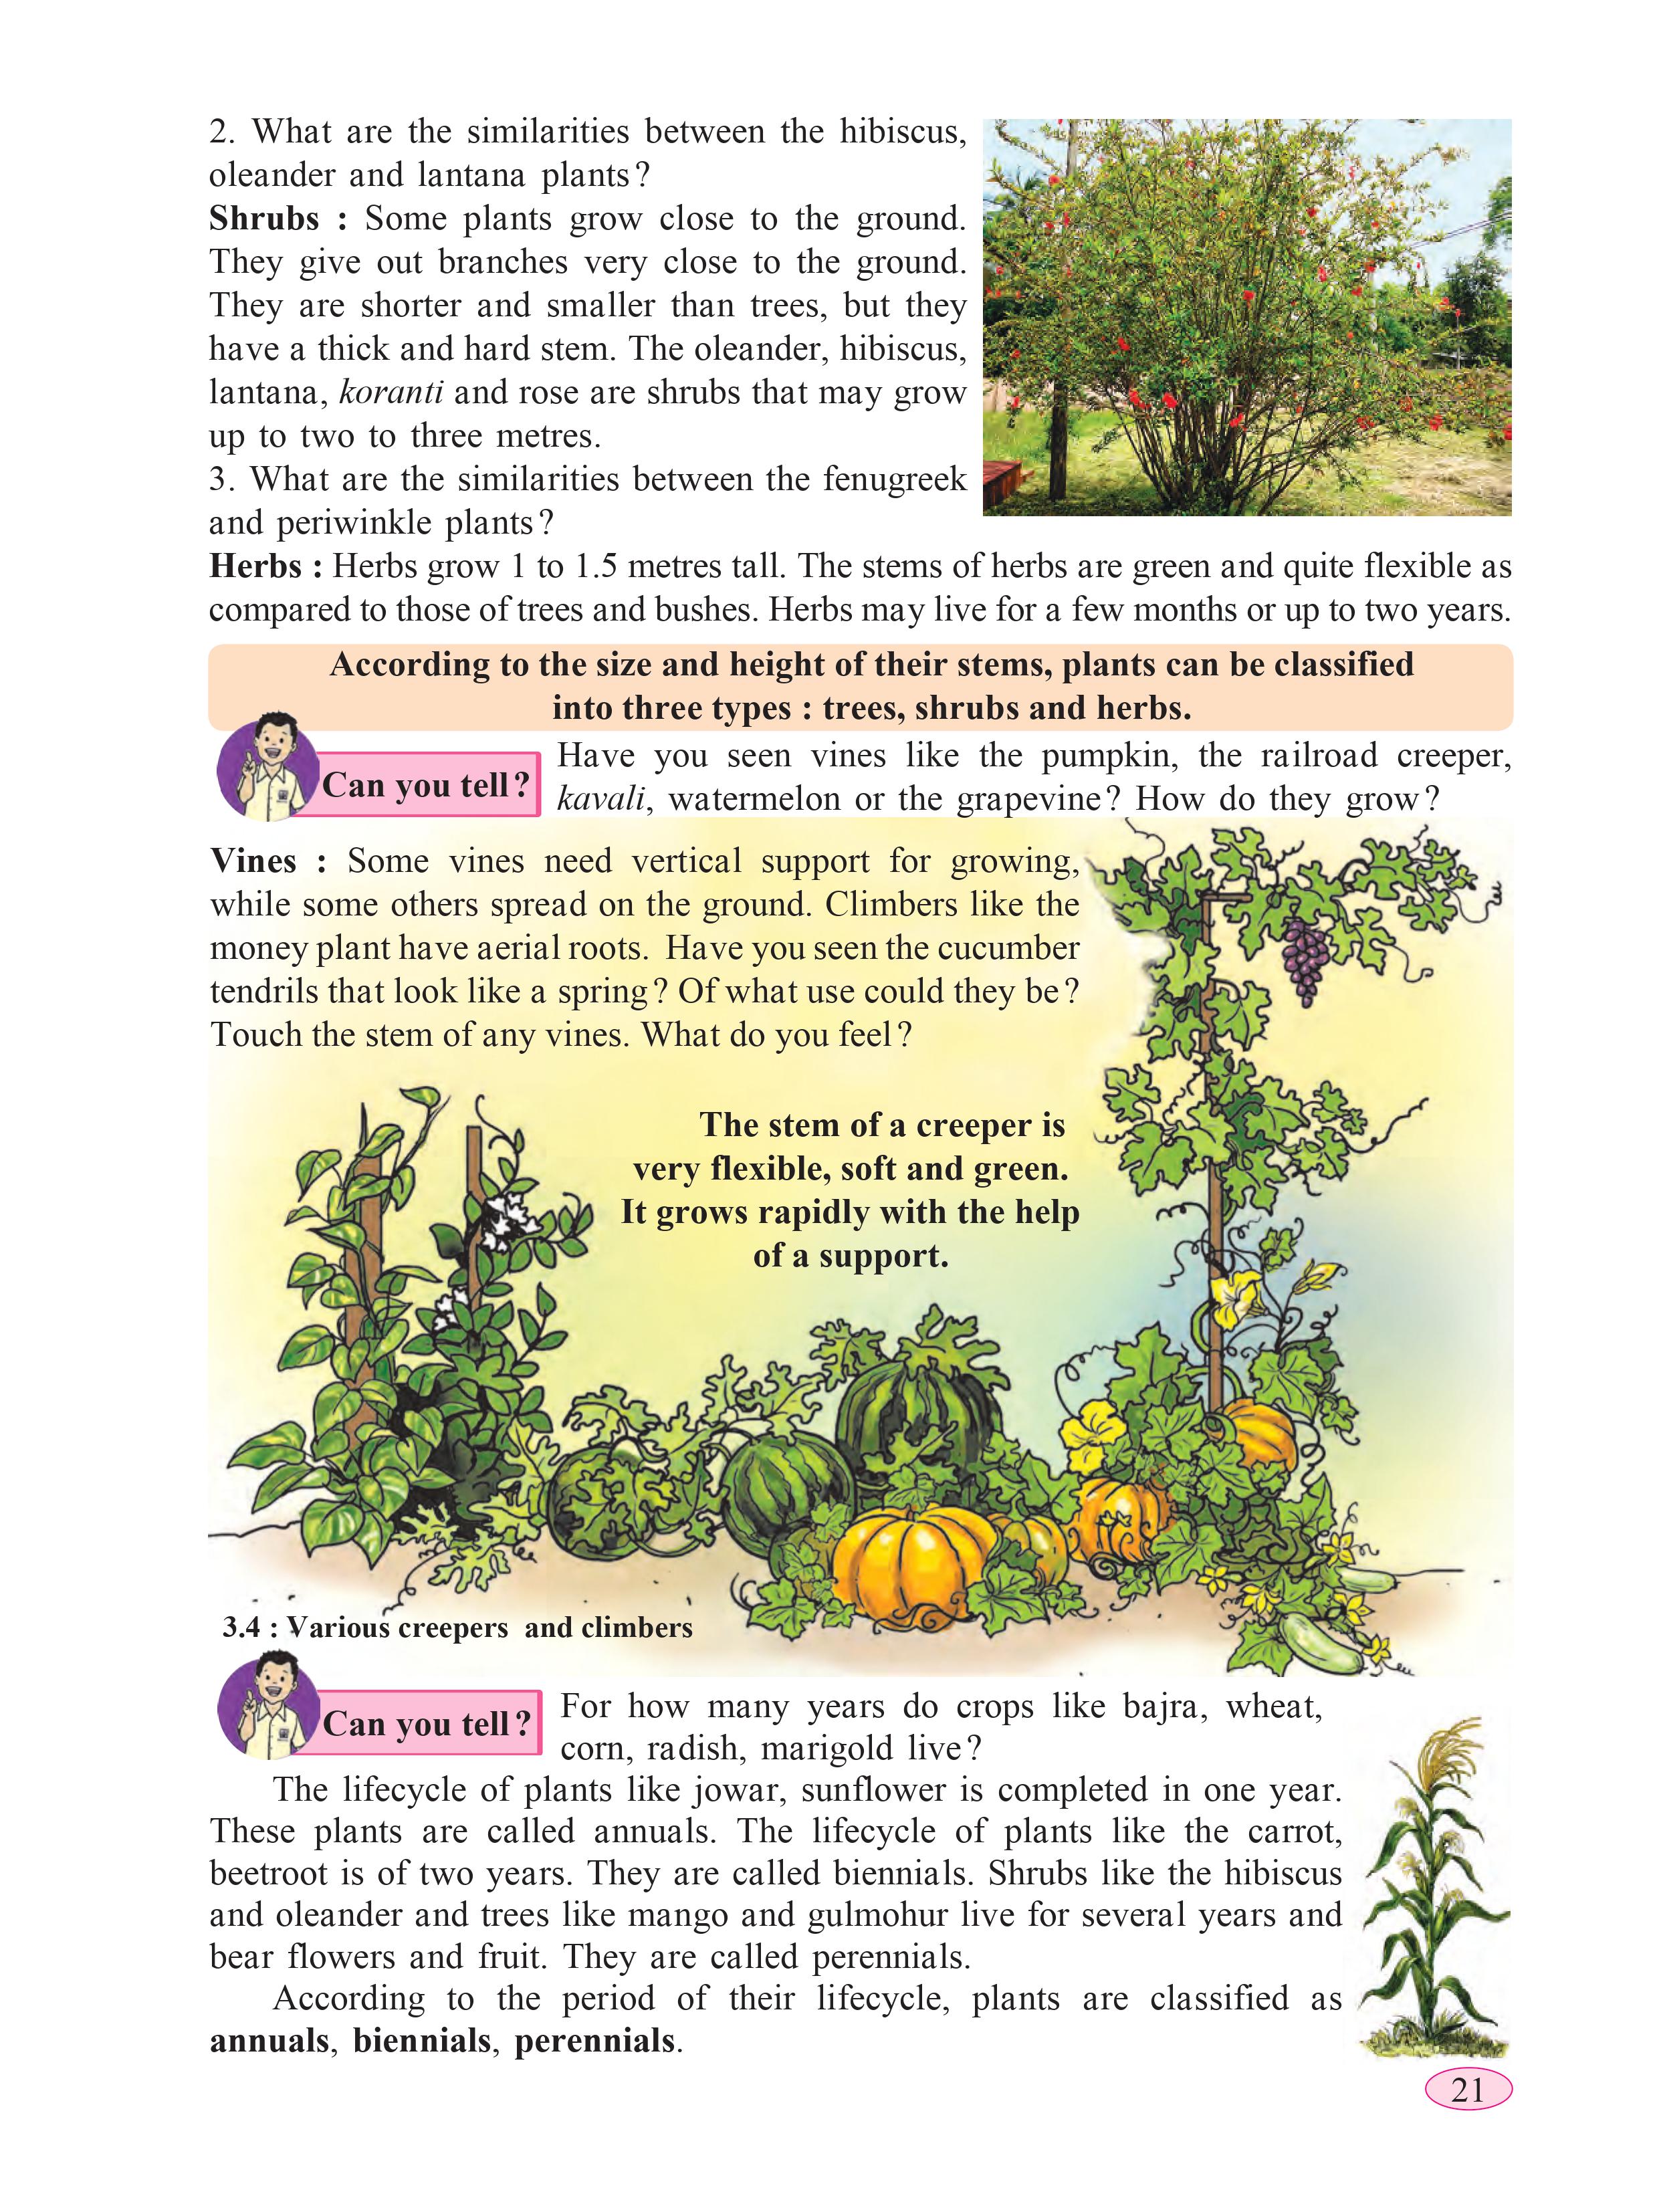 2. What are the similarities between the hibiscus,
oleander and lantana plants?
Shrubs : Some plants grow close to the ground.
They give out branches very close to the ground.
They are shorter and smaller than trees, but they
have a thick and hard stem. The oleander, hibiscus,
lantana, koranti and rose are shrubs that may grow
up to two to three metres.
3. What are the similarities between the fenugreek
and periwinkle plants?
Herbs : Herbs grow 1 to 1.5 metres tall. The stems of herbs are green and quite flexible as
compared to those of trees and bushes. Herbs may live for a few months or up to two years.
According to the size and height of their stems, plants can be classified
into three types : trees, shrubs and herbs.
Can you tell?
Have you seen vines like the pumpkin, the railroad creeper,
kavali, watermelon or the grapevine? How do they grow?
Vines : Some vines need vertical support for growing,
while some others spread on the ground. Climbers like the
money plant have aerial roots. Have you seen the cucumber
tendrils that look like a spring? Of what use could they be?
Touch the stem of any vines. What do you feel?
The stem of a creeper is
very flexible, soft and green.
It grows rapidly with the help
of a support.
3.4 : Various creepers and climbers
Can you tell?
For how many years do crops like bajra, wheat,
corn, radish, marigold live?
The lifecycle of plants like jowar, sunflower is completed in one year.
These plants are called annuals. The lifecycle of plants like the carrot,
beetroot is of two years. They are called biennials. Shrubs like the hibiscus
and oleander and trees like mango and gulmohur live for several years and
bear flowers and fruit. They are called perennials.
According to the period of their lifecycle, plants are classified as
annuals, biennials, perennials.
21